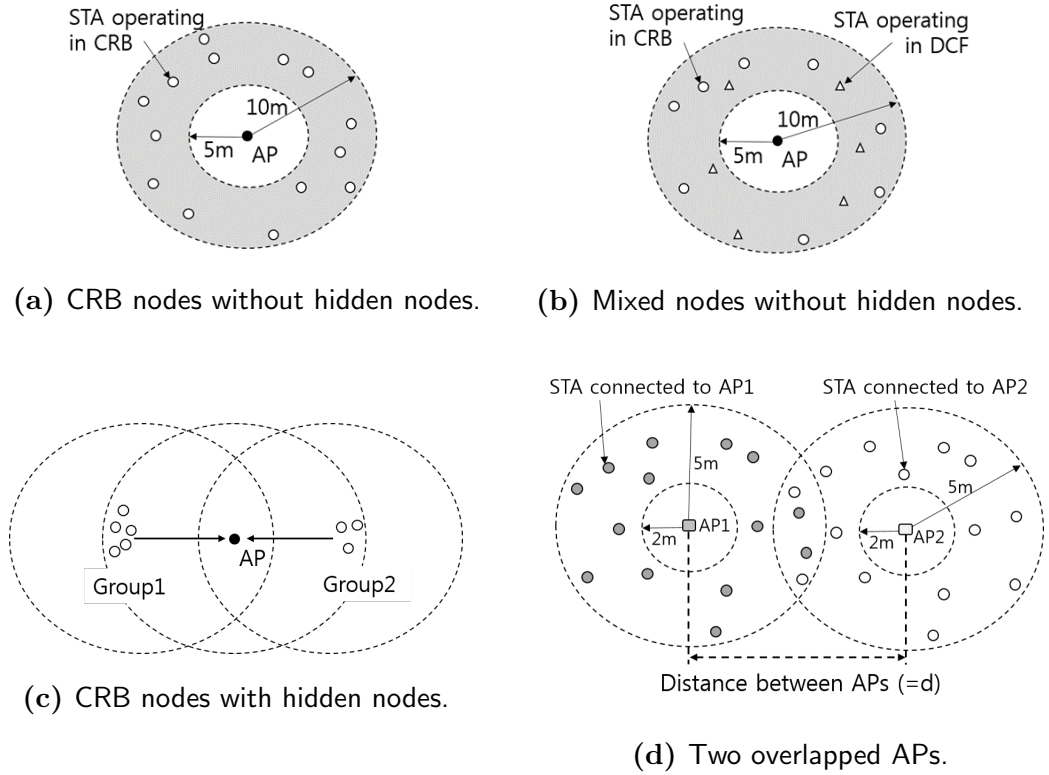 STA operating
in CRB
10m
5m
AP
(a) CRB nodes without hidden nodes.
STA operating
in CRB
STA operating
in DCF
10m
5m
AP
(b) Mixed nodes without hidden nodes.
AP
Group1
Group2
(c) CRB nodes with hidden nodes.
STA connected to AP1
STA connected to AP2
5m
5m
AP1
2m
AP2
2m
Distance between APs (=d)
(d) Two overlapped APs.